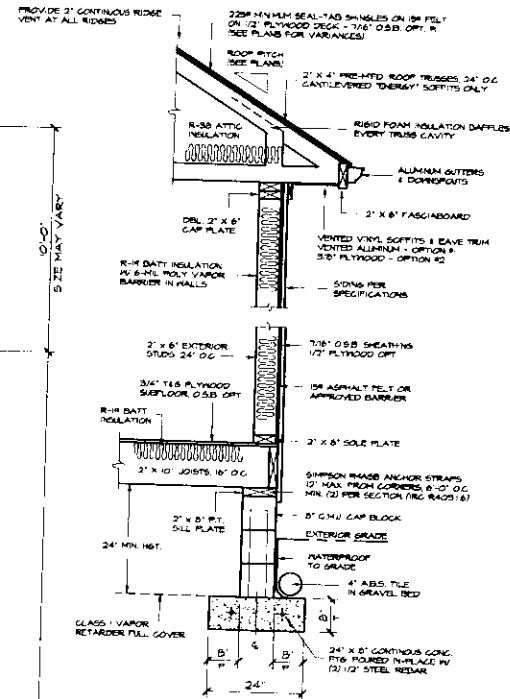 PROVIDE 2" CONTINUOUS RIDGE
VENT AT ALL RIDGES
225# MINIMUM SEAL-TAB SHINGLES ON 15# FELT
ON 1/2" PLYWOOD DECK - 7/16" O.S.B. OPT.
(SEE PLANS FOR VARIANCES)
ROOF PITCH
(SEE PLANS)
2" X 4" PRE-MFD ROOF TRUSSES, 24" O.C.
CANTILEVERED "ENERGY" SOFFITS ONLY
R-38 ATTIC
INSULATION
RIGID FOAM INSULATION BAFFLES
EVERY TRUSS CAVITY
ALUMINUM GUTTERS
& DOWNSPOUTS
DBL. 2" X 6"
CAP PLATE
2" X 6" FASCIABOARD
10'-0"
SIZE MAY VARY
VENTED VINYL SOFFITS & EAVE TRIM
VENTED ALUMINUM - OPTION #1
3/8" PLYWOOD - OPTION #2
R-19 BATT INSULATION
W/ 6-MIL POLY VAPOR
BARRIER IN WALLS
SIDING PER
SPECIFICATIONS
2" X 6" EXTERIOR
STUDS 24" O.C.
7/16" O.S.B. SHEATHING
1/2" PLYWOOD OPT
3/4" T&G PLYWOOD
SUBFLOOR, O.S.B. OPT
15# ASPHALT FELT OR
APPROVED BARRIER
R-19 BATT
INSULATION
2" X 6" SOLE PLATE
2" X 10" JOISTS, 16" O.C.
SIMPSON ANCHOR STRAPS
12" MAX FROM CORNERS, 6'-0" O.C.
MIN. (2) PER SECTION (IRC R403.1.6)
2" X 8" P.T.
SILL PLATE
8" C.M.U. CAP BLOCK
EXTERIOR GRADE
24" MIN. HGT.
WATERPROOF
TO GRADE
4" A.B.S. TILE
IN GRAVEL BED
CLASS 1 VAPOR
RETARDER FULL COVER
8"
T
8"
P
8"
P
24"
24" X 8" CONTINOUS CONC.
FTG POURED IN-PLACE W/
(2) 1/2" STEEL REBAR